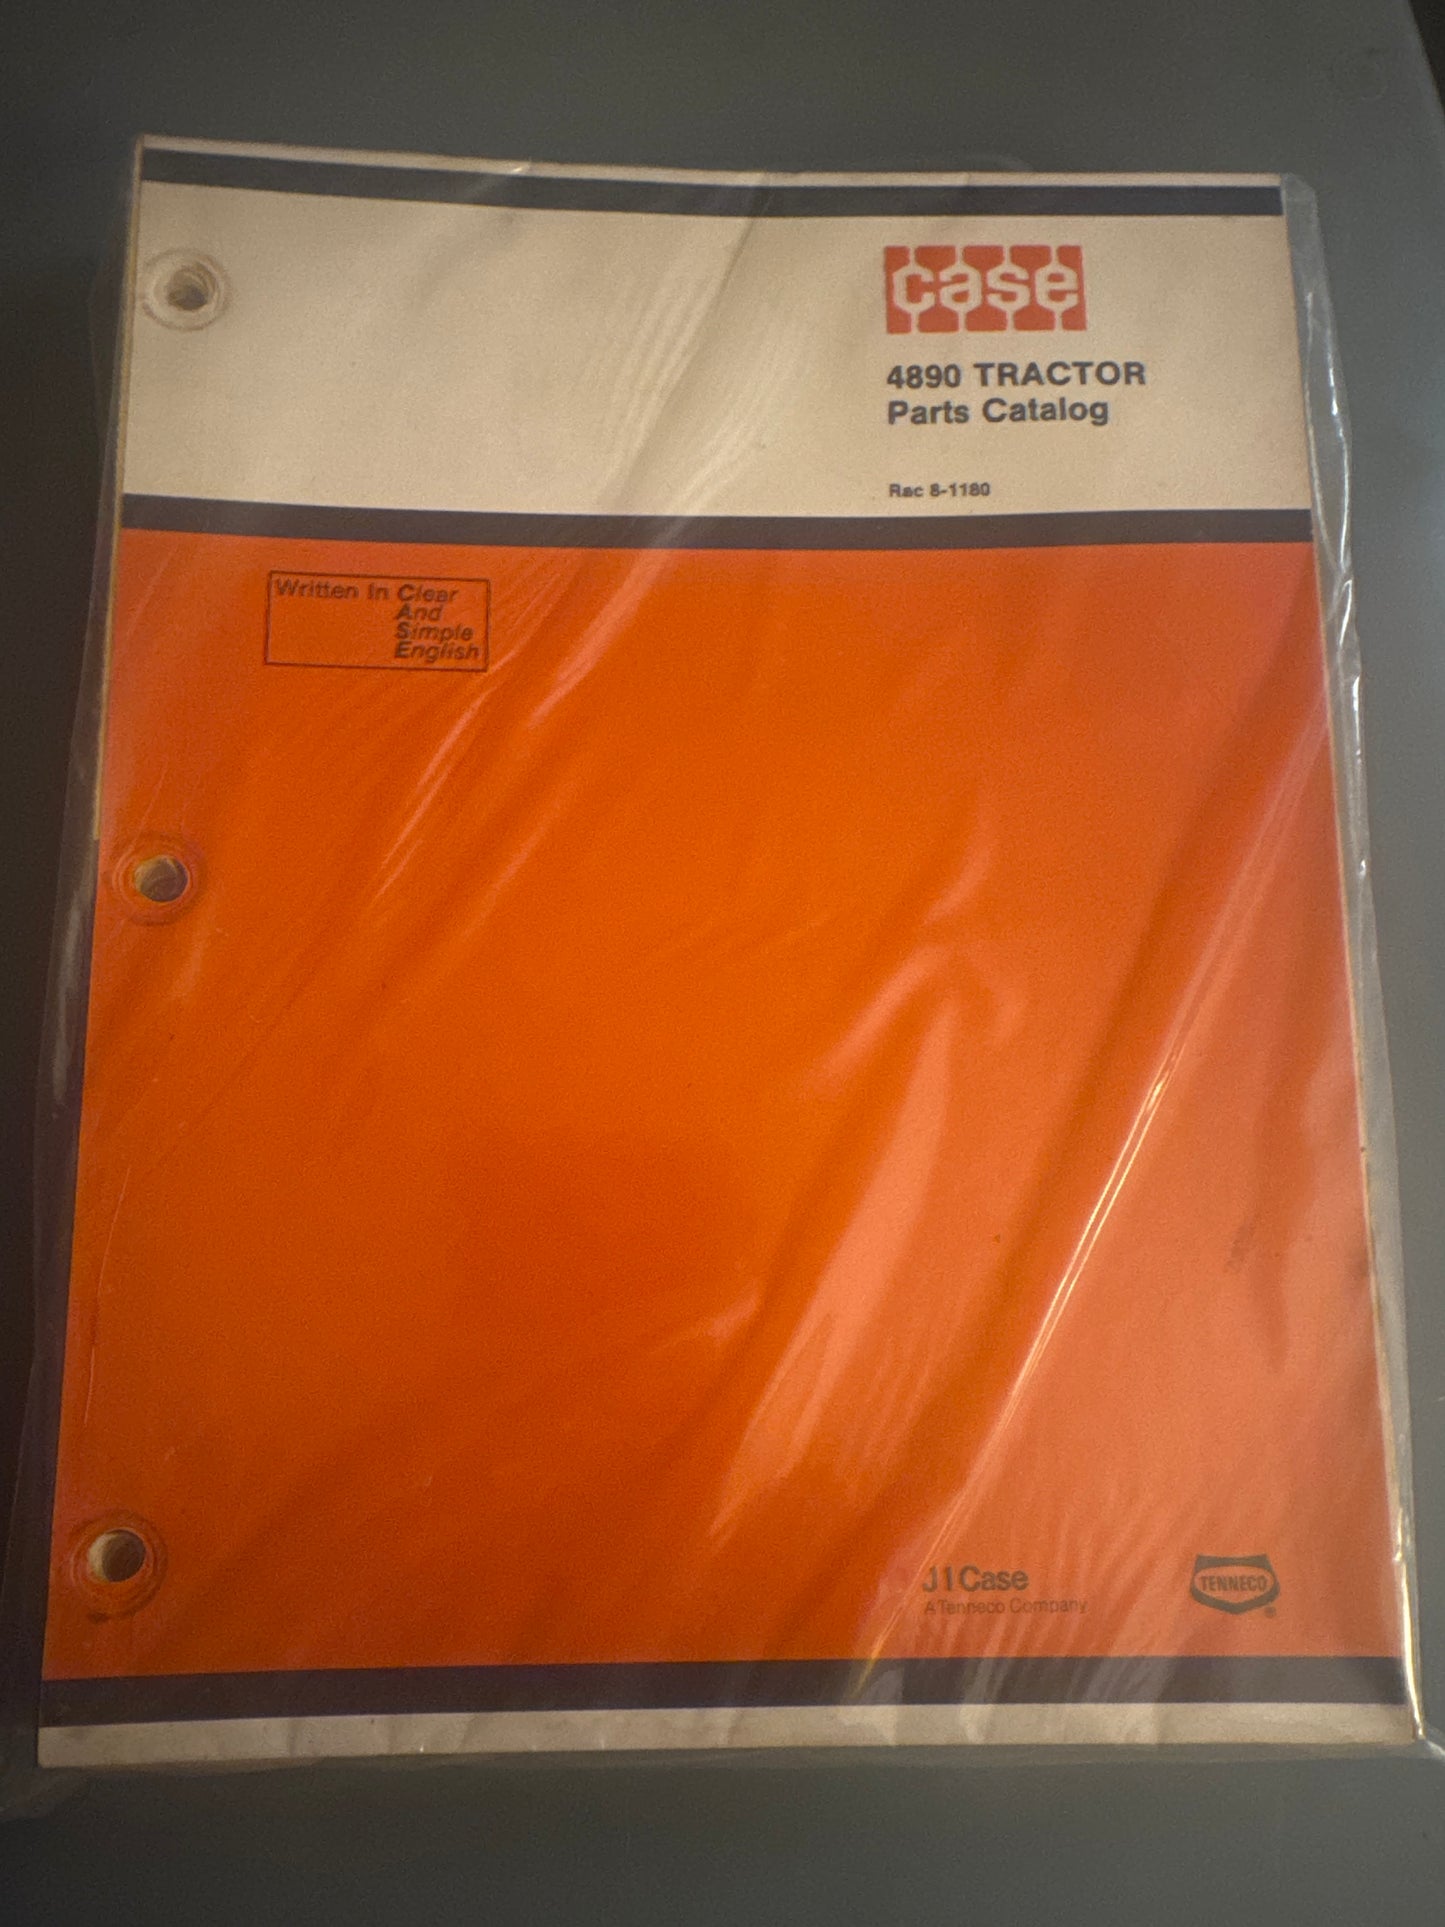 case
4890 TRACTOR
Parts Catalog
Rac 8-1180
Written In Clear
And
Simple
English
J I Case
A Tenneco Company
TENNECO